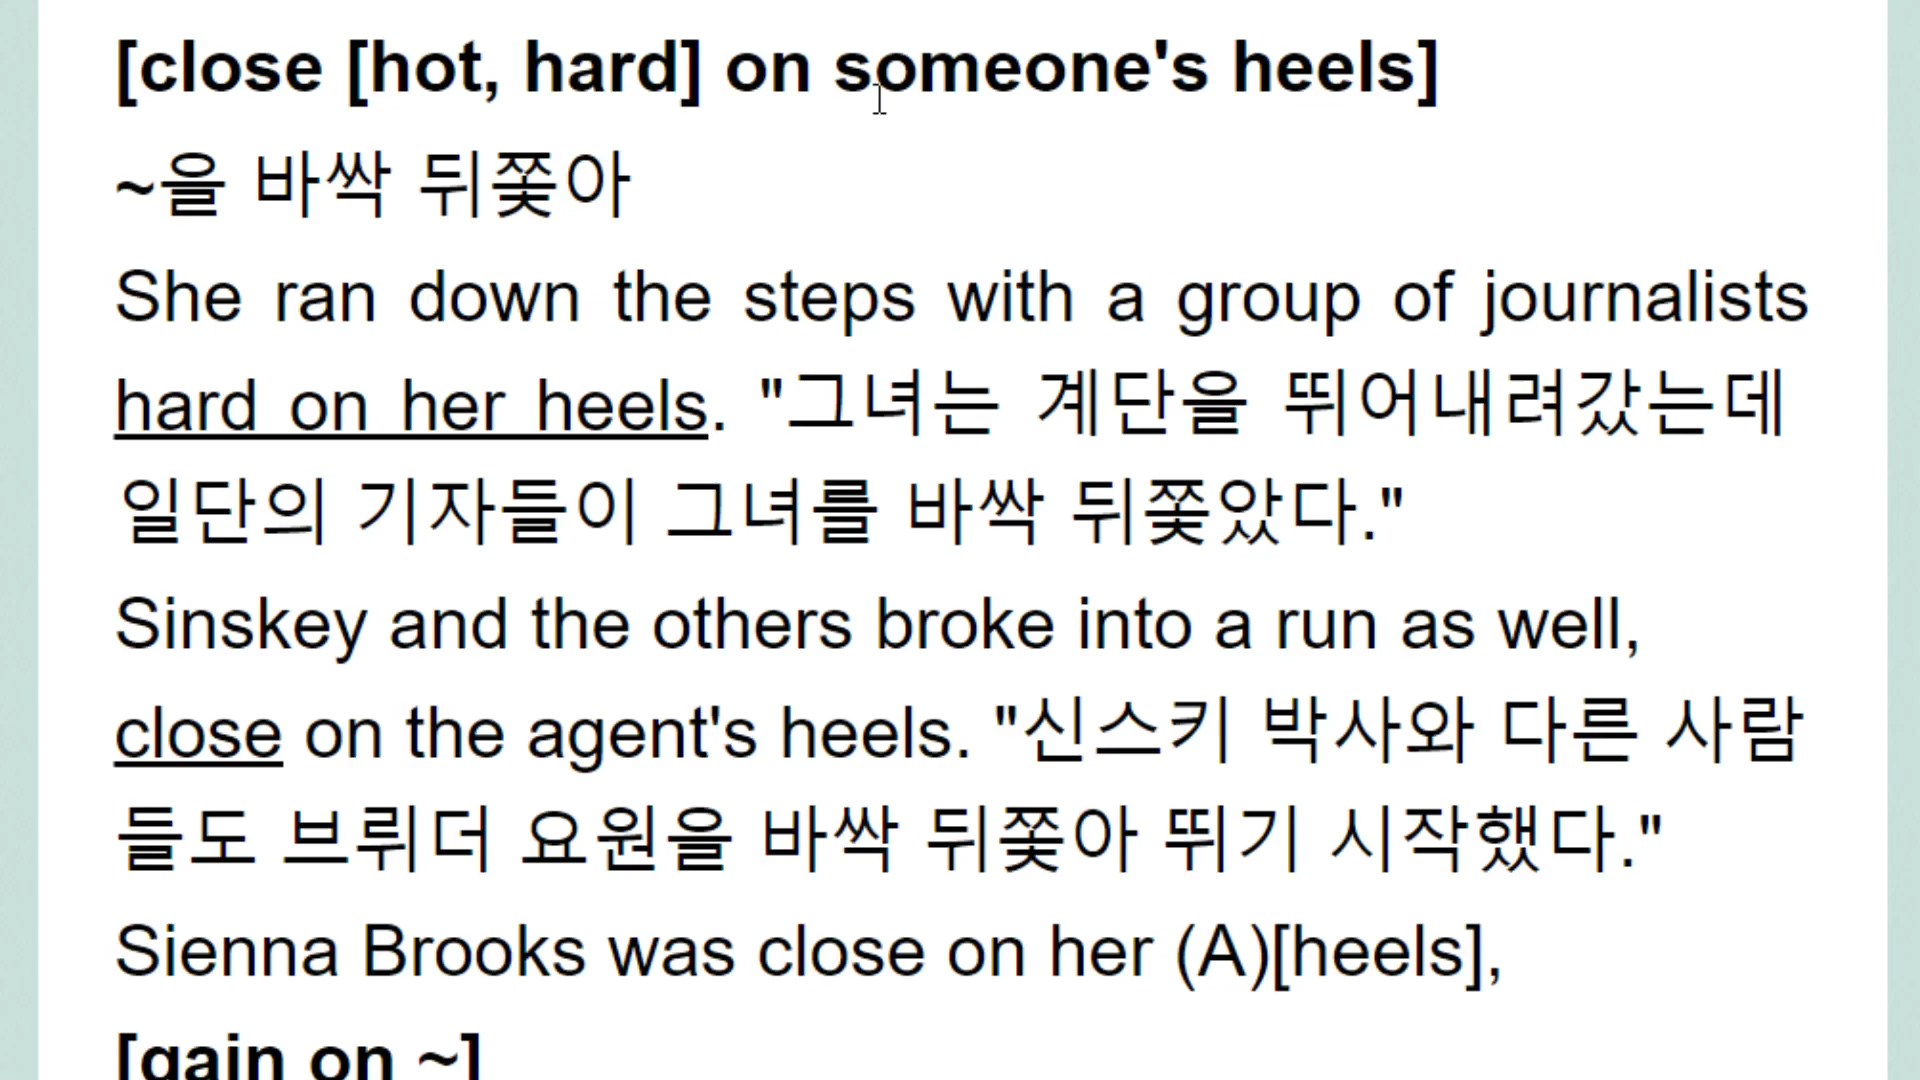 [close [hot, hard] on someone's heels]
~을 바싹 뒤쫓아
She ran down the steps with a group of journalists
hard on her heels. "그녀는 계단을 뛰어내려갔는데
일단의 기자들이 그녀를 바싹 뒤쫓았다."
Sinskey and the others broke into a run as well,
close on the agent's heels. "신스키 박사와 다른 사람
들도 브뤼더 요원을 바싹 뒤쫓아 뛰기 시작했다."
Sienna Brooks was close on her (A)[heels],
[gain on ~]